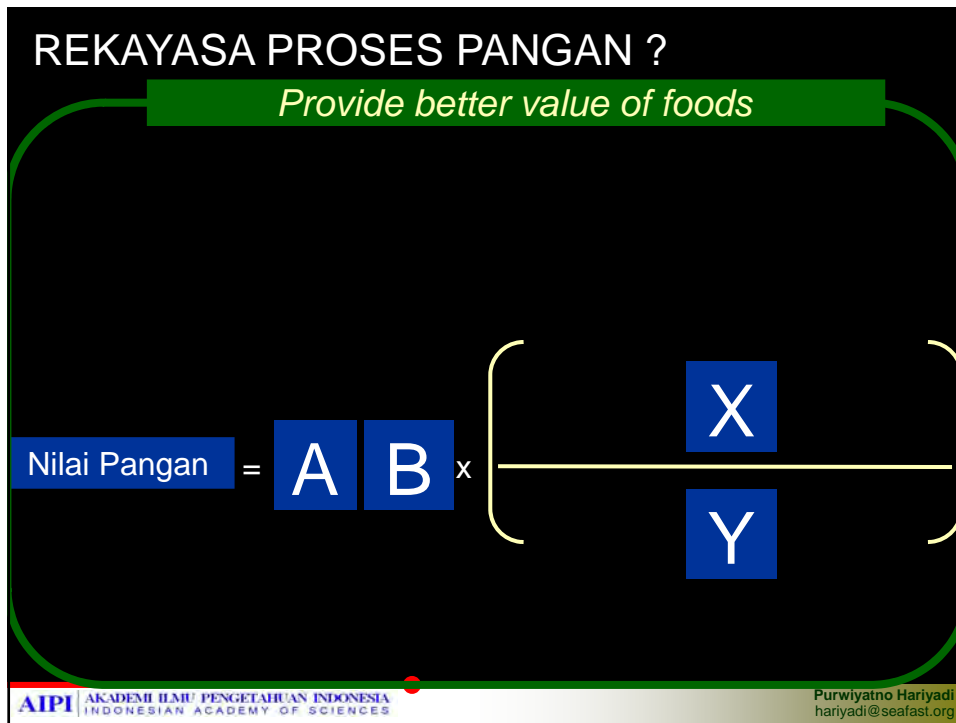 REKAYASA PROSES PANGAN ?
Provide better value of foods
Nilai Pangan = A B x
X
Y
AIPI AKADEMI ILMU PENGETAHUAN INDONESIA
INDONESIAN ACADEMY OF SCIENCES
Purwiyatno Hariyadi
hariyadi@seafast.org